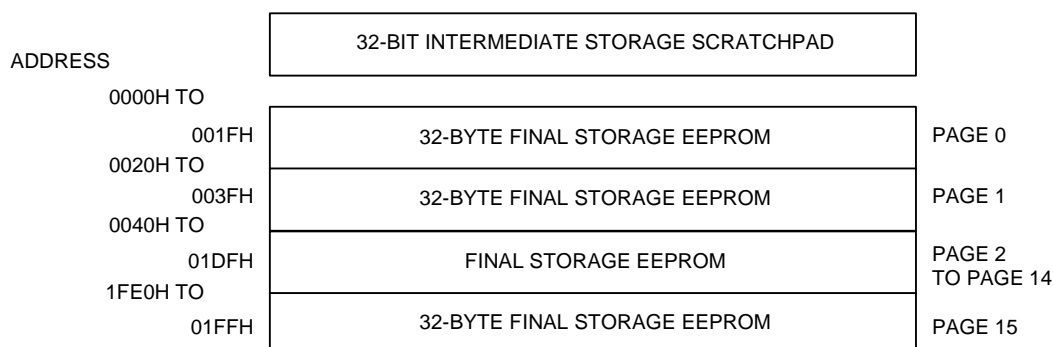 32-BIT INTERMEDIATE STORAGE SCRATCHPAD
ADDRESS
0000H TO
001FH 32-BYTE FINAL STORAGE EEPROM PAGE 0
0020H TO
003FH 32-BYTE FINAL STORAGE EEPROM PAGE 1
0040H TO
01DFH FINAL STORAGE EEPROM PAGE 2
TO PAGE 14
1FE0H TO
01FFH 32-BYTE FINAL STORAGE EEPROM PAGE 15